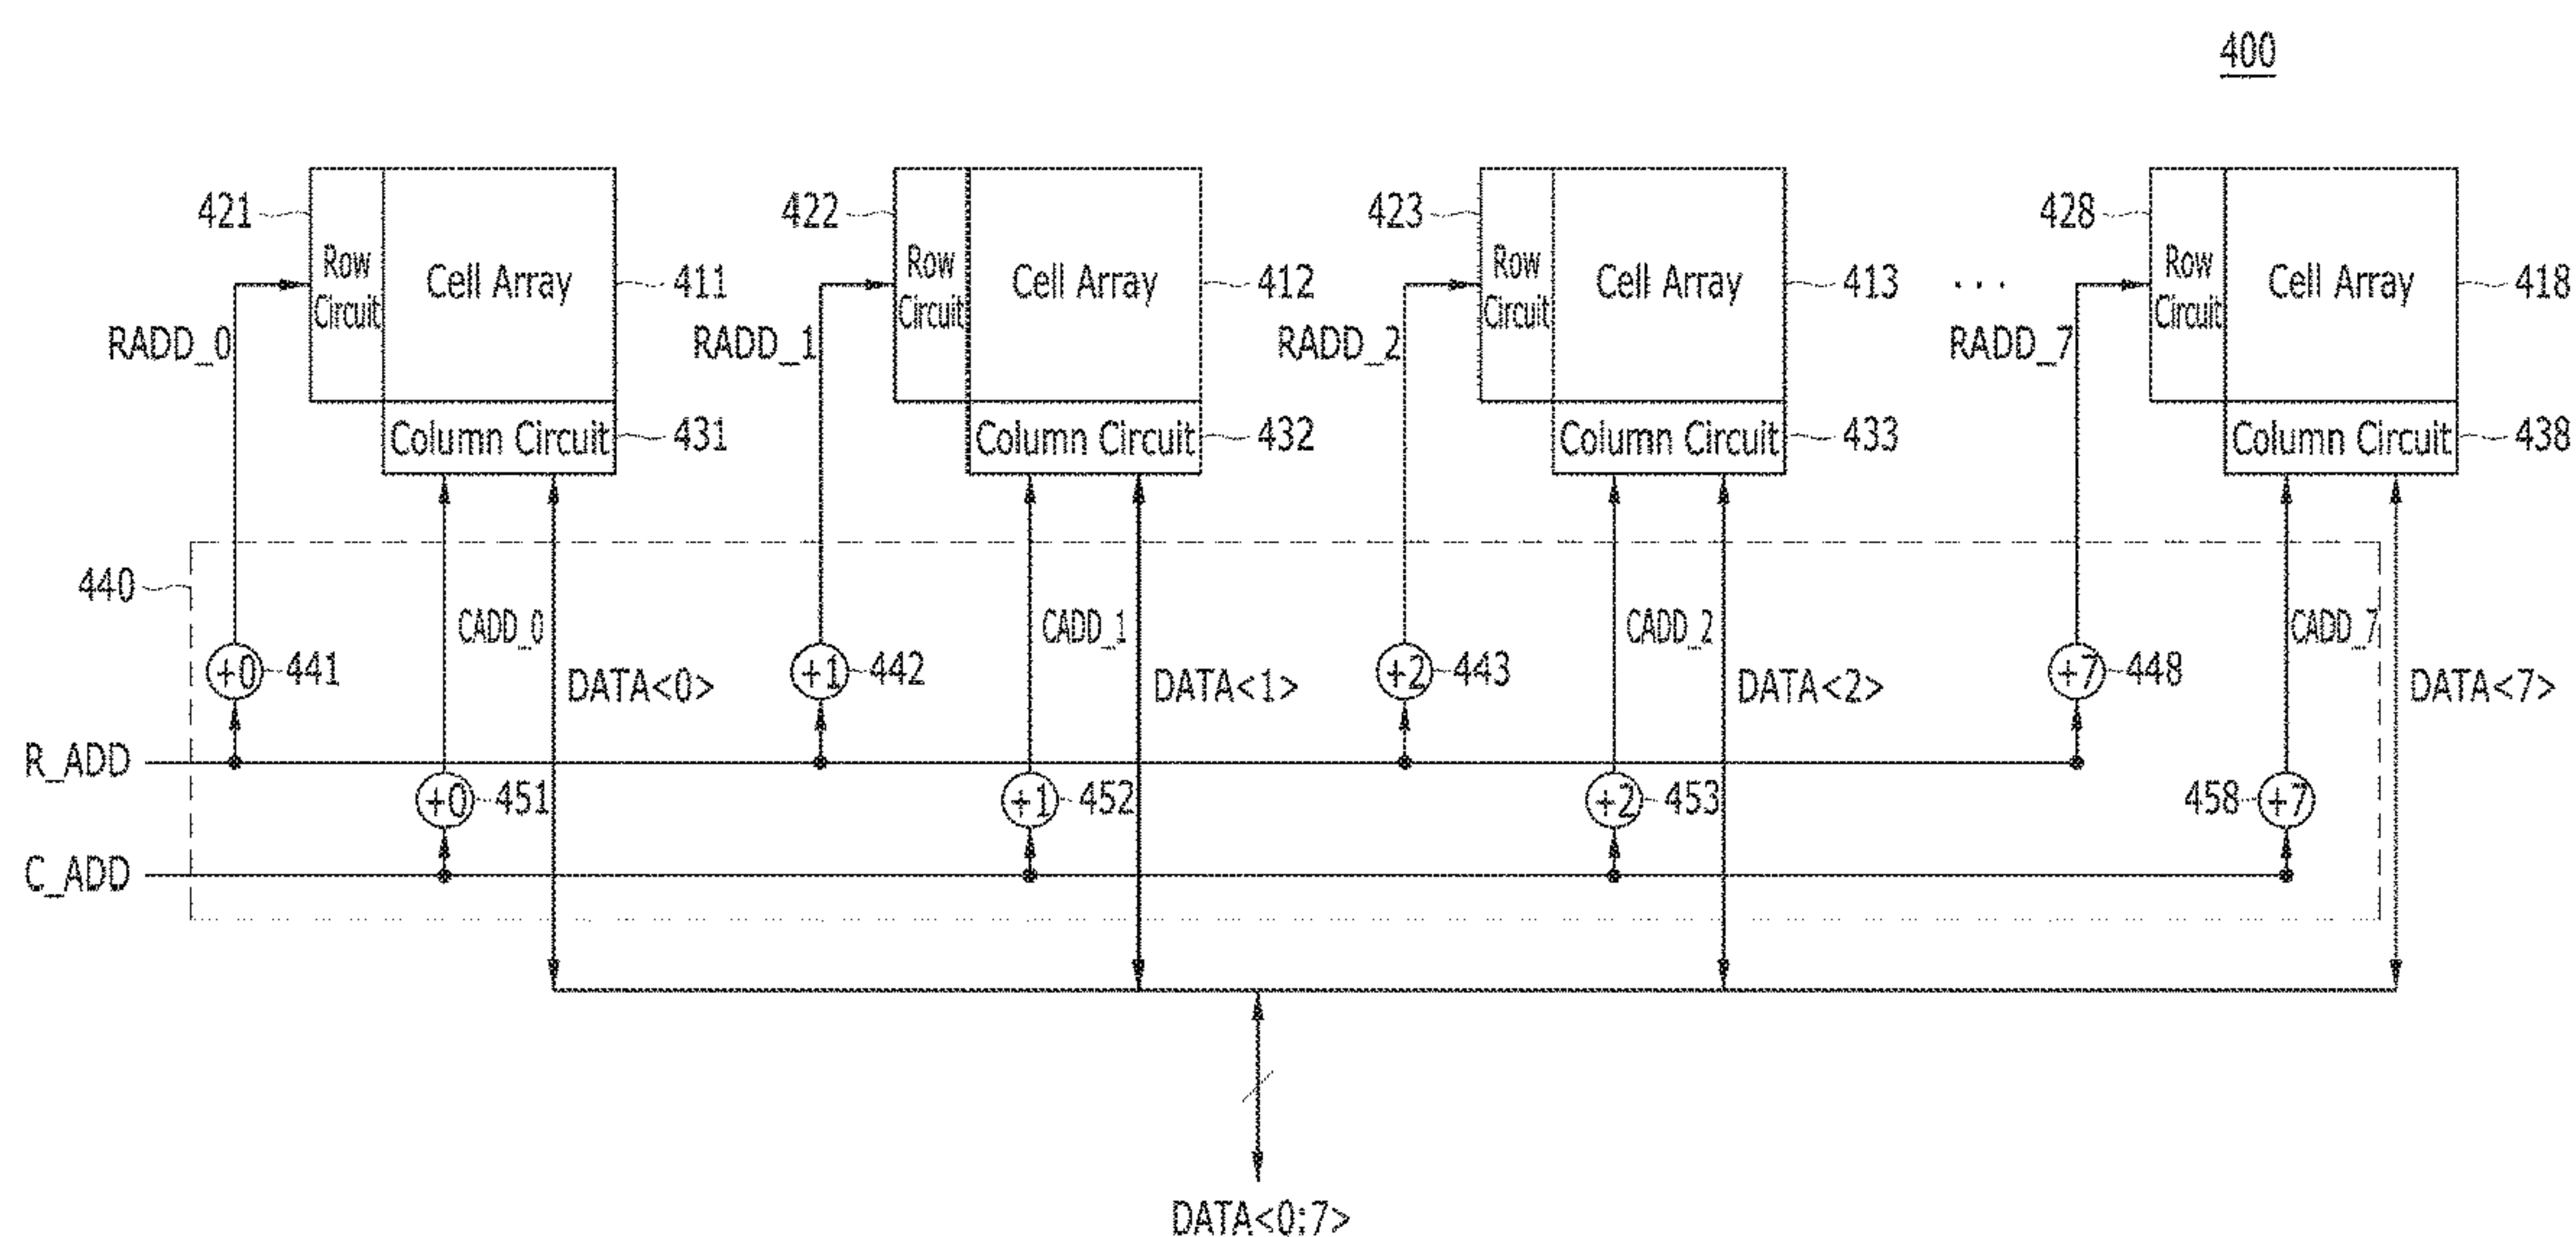 400
421
Row
Circuit
Cell Array
411
RADD_0
Column Circuit
431
422
Row
Circuit
Cell Array
412
RADD_1
Column Circuit
432
423
Row
Circuit
Cell Array
413
RADD_2
Column Circuit
433
. . .
428
Row
Circuit
Cell Array
418
RADD_7
Column Circuit
438
440
CADD_0
CADD_1
CADD_2
CADD_7
+0
441
DATA<0>
+1
442
DATA<1>
+2
443
DATA<2>
+7
448
DATA<7>
R_ADD
+0
451
+1
452
+2
453
458
+7
C_ADD
DATA<0:7>